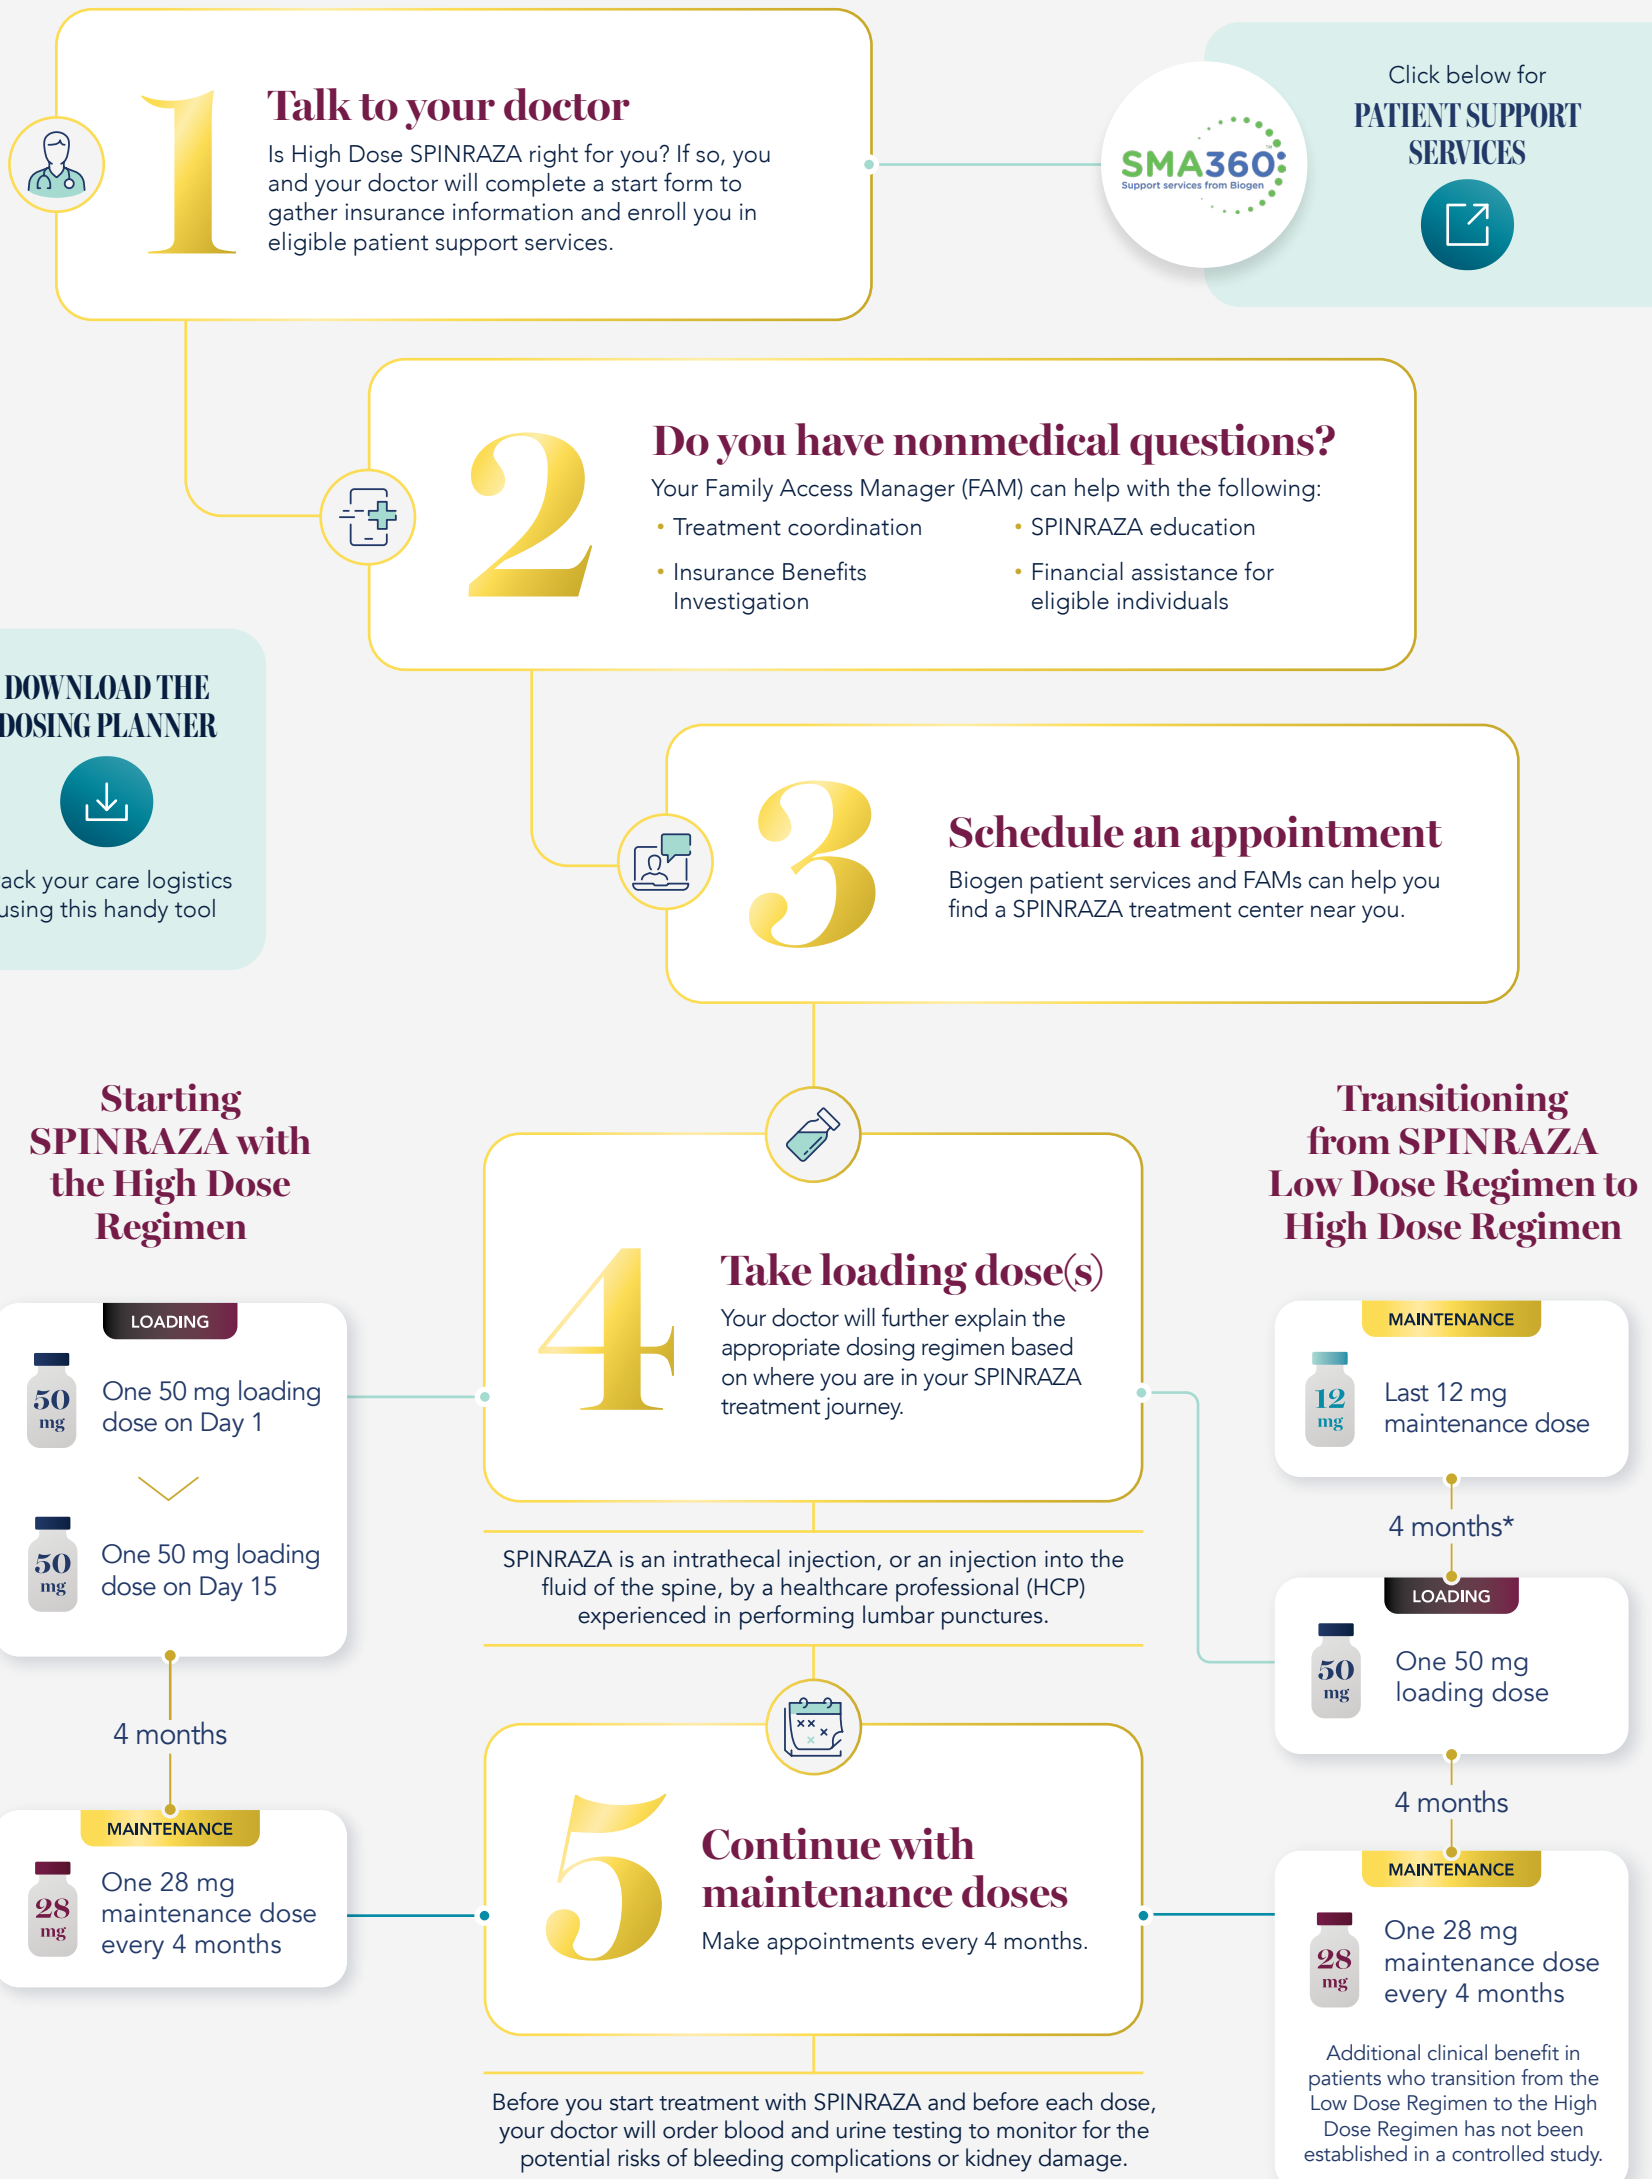 1
Talk to your doctor
Is High Dose SPINRAZA right for you? If so, you
and your doctor will complete a start form to
gather insurance information and enroll you in
eligible patient support services.
SMA360™
Support services from Biogen
Click below for
PATIENT SUPPORT
SERVICES
2
Do you have nonmedical questions?
Your Family Access Manager (FAM) can help with the following:
• Treatment coordination
• Insurance Benefits
Investigation
• SPINRAZA education
• Financial assistance for
eligible individuals
DOWNLOAD THE
DOSING PLANNER
your care logistics
using this handy tool
3
Schedule an appointment
Biogen patient services and FAMs can help you
find a SPINRAZA treatment center near you.
Starting
SPINRAZA with
the High Dose
Regimen
LOADING
50
mg
One 50 mg loading
dose on Day 1
50
mg
One 50 mg loading
dose on Day 15
4 months
MAINTENANCE
28
mg
One 28 mg
maintenance dose
every 4 months
4
Take loading dose(s)
Your doctor will further explain the
appropriate dosing regimen based
on where you are in your SPINRAZA
treatment journey.
SPINRAZA is an intrathecal injection, or an injection into the
fluid of the spine, by a healthcare professional (HCP)
experienced in performing lumbar punctures.
5
Continue with
maintenance doses
Make appointments every 4 months.
Before you start treatment with SPINRAZA and before each dose,
your doctor will order blood and urine testing to monitor for the
potential risks of bleeding complications or kidney damage.
Transitioning
from SPINRAZA
Low Dose Regimen to
High Dose Regimen
MAINTENANCE
12
mg
Last 12 mg
maintenance dose
4 months*
LOADING
50
mg
One 50 mg
loading dose
4 months
MAINTENANCE
28
mg
One 28 mg
maintenance dose
every 4 months
Additional clinical benefit in
patients who transition from the
Low Dose Regimen to the High
Dose Regimen has not been
established in a controlled study.